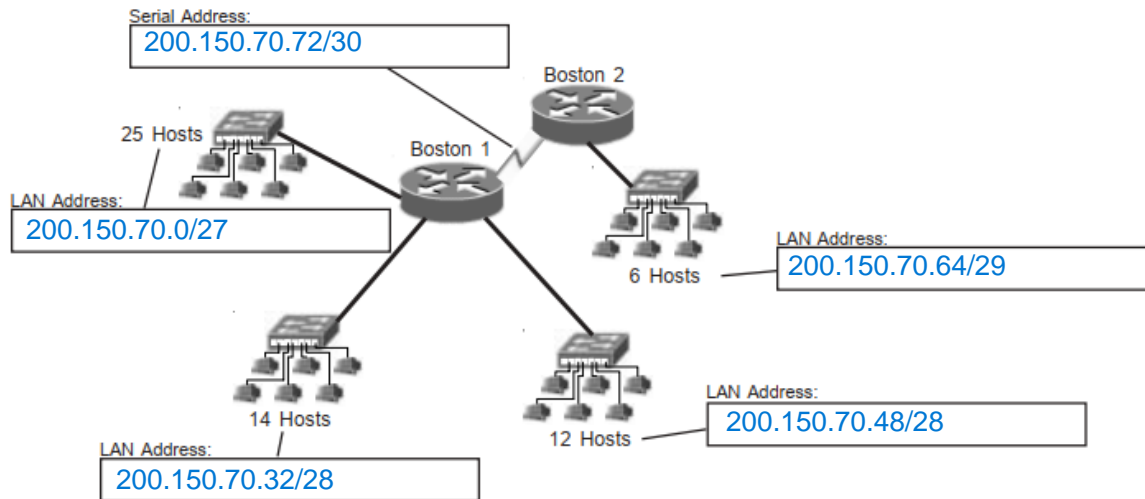 Serial Address:
200.150.70.72/30
Boston 2
25 Hosts
Boston 1
LAN Address:
200.150.70.0/27
LAN Address:
200.150.70.64/29
6 Hosts
14 Hosts
12 Hosts
LAN Address:
200.150.70.48/28
LAN Address:
200.150.70.32/28